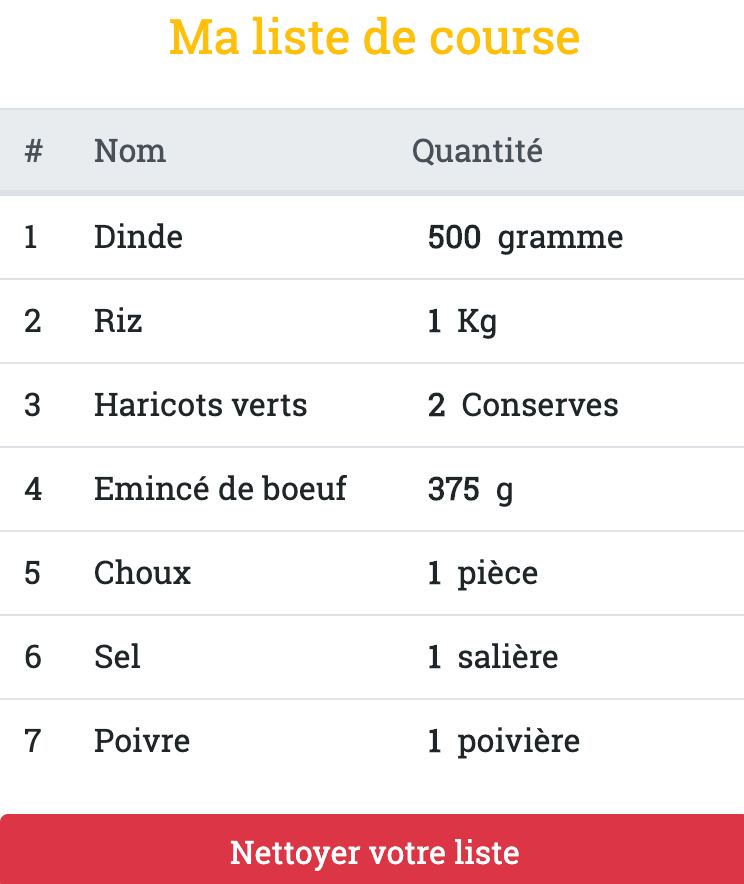 Ma liste de course
# Nom Quantité
1 Dinde 500 gramme
2 Riz 1 Kg
3 Haricots verts 2 Conserves
4 Emincé de boeuf 375 g
5 Choux 1 pièce
6 Sel 1 salière
7 Poivre 1 poivière
Nettoyer votre liste